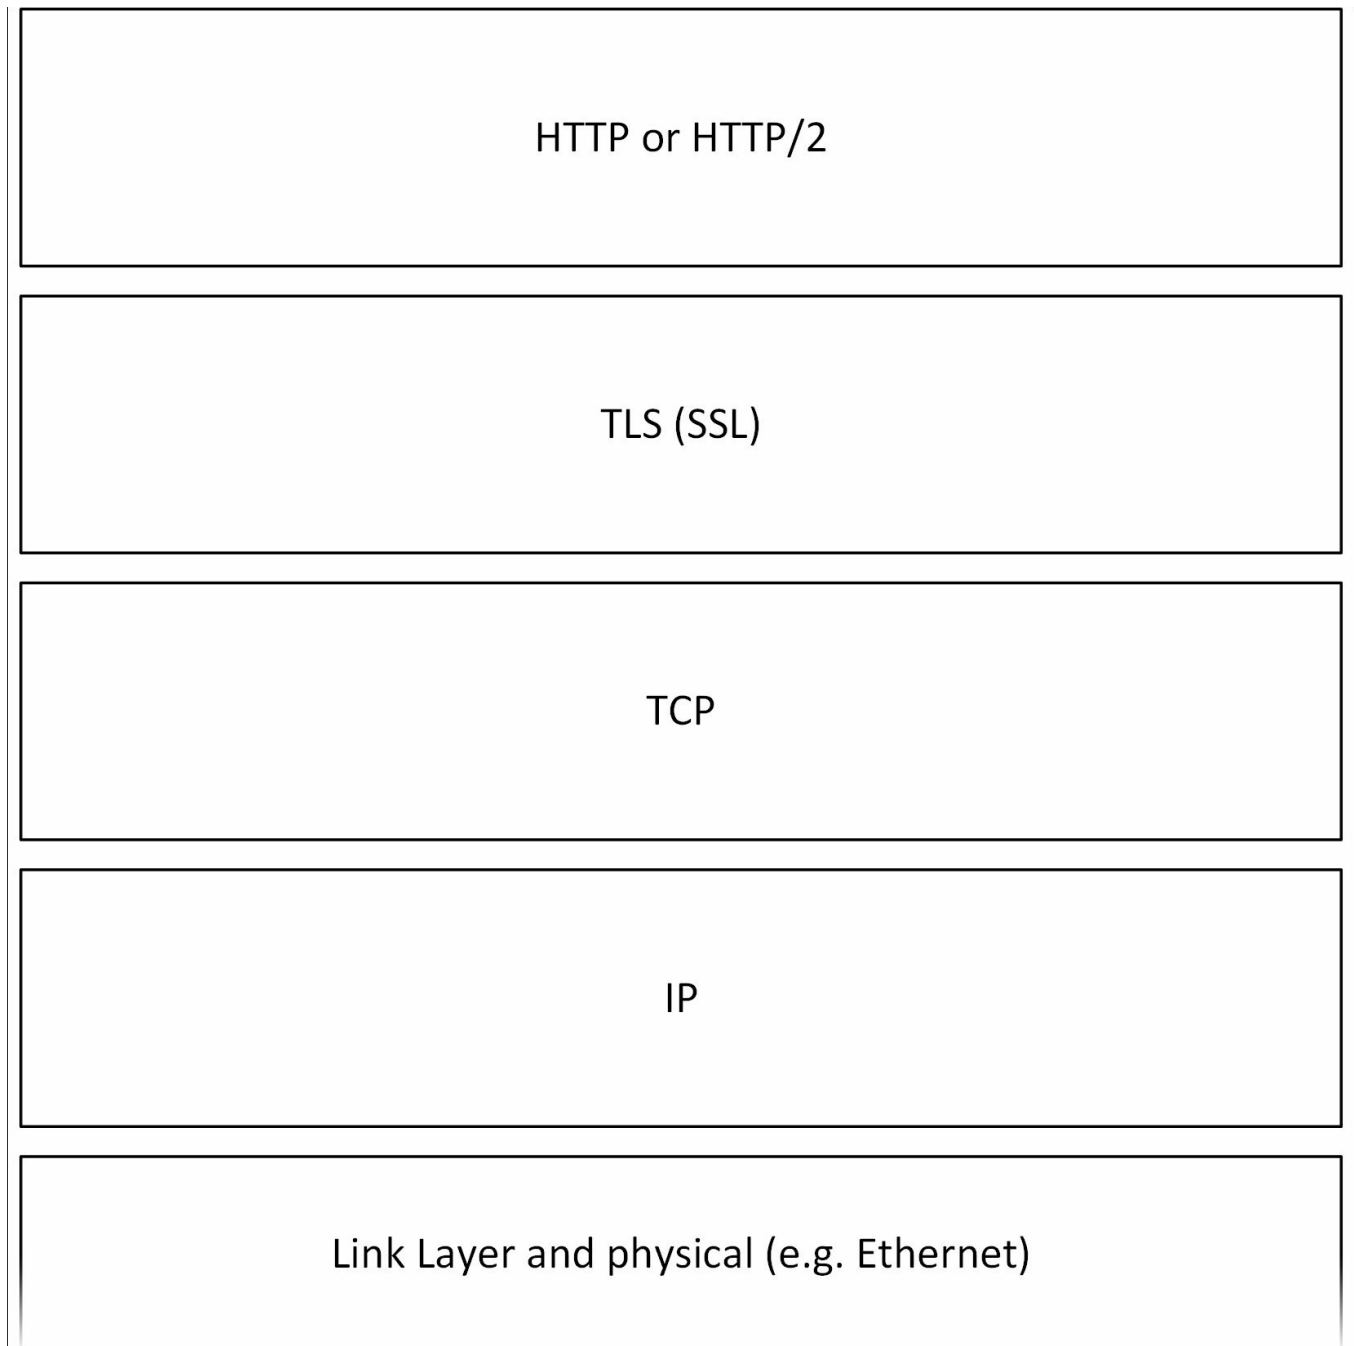 HTTP or HTTP/2
TLS (SSL)
TCP
IP
Link Layer and physical (e.g. Ethernet)